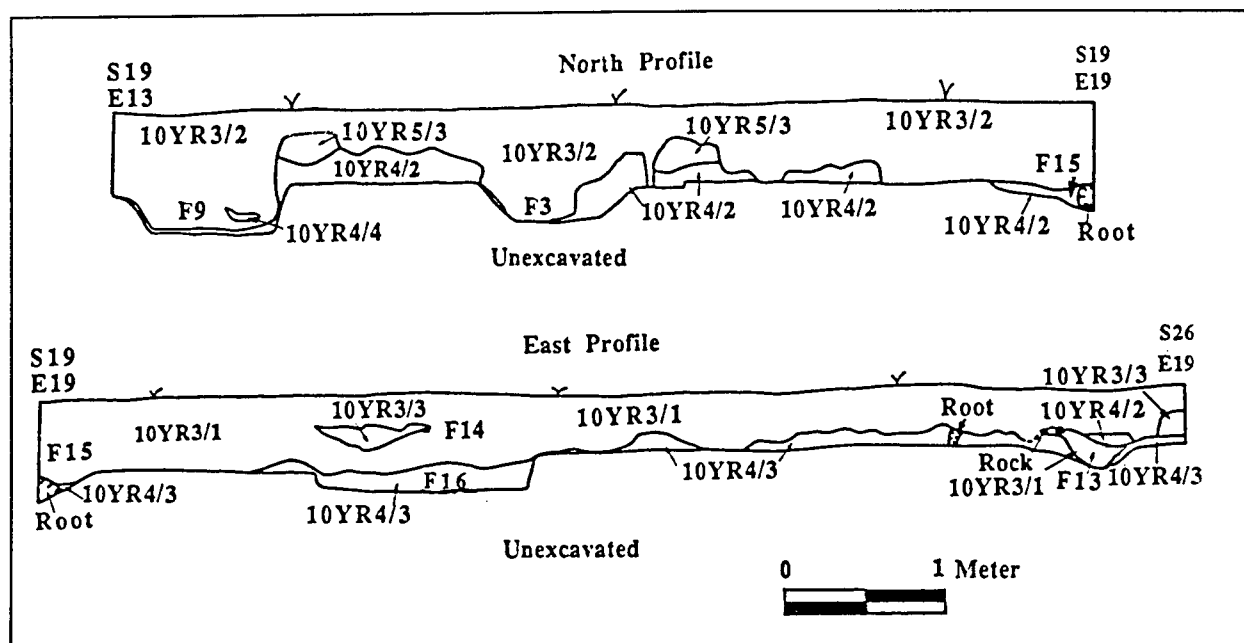 North Profile
S19
E13
S19
E19
10YR3/2
10YR5/3
10YR4/2
10YR3/2
10YR5/3
10YR3/2
F15
F9
10YR4/4
F3
10YR4/2
10YR4/2
10YR4/2
Root
Unexcavated
East Profile
S19
E19
S26
E19
10YR3/3
10YR3/3
10YR3/1
F14
10YR3/1
Root
10YR4/2
F15
10YR4/3
Root
F16
10YR4/3
10YR4/3
Rock
10YR3/1
F13
10YR4/3
Unexcavated
0 1 Meter